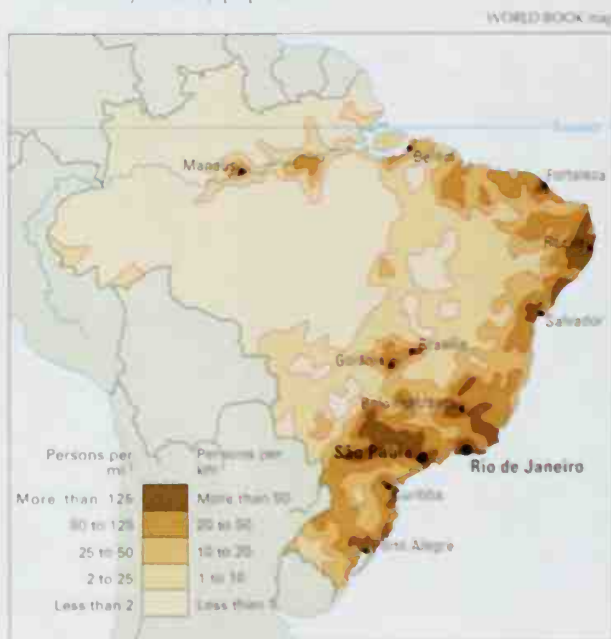 WORLD BOOK map
Manaus
Belém
Fortaleza
Recife
Salvador
Brasília
Goiânia
Belo
São Paulo
Rio de Janeiro
Curitiba
Porto Alegre
Persons per
mi²
Persons per
km²
More than 125
More than 50
50 to 125
20 to 50
25 to 50
10 to 20
2 to 25
1 to 10
Less than 2
Less than 1